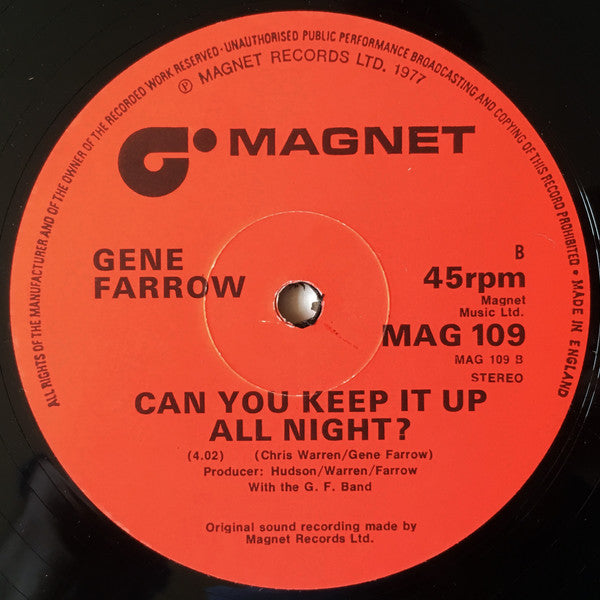 ALL RIGHTS OF THE MANUFACTURER AND OF THE OWNER OF THE RECORDED WORK RESERVED · UNAUTHORISED PUBLIC PERFORMANCE BROADCASTING AND COPYING OF THIS RECORD PROHIBITED · MADE IN ENGLAND
℗ MAGNET RECORDS LTD. 1977
MAGNET
GENE
FARROW
B
45rpm
Magnet
Music Ltd.
MAG 109
MAG 109 B
STEREO
CAN YOU KEEP IT UP
ALL NIGHT?
(4.02) (Chris Warren/Gene Farrow)
Producer: Hudson/Warren/Farrow
With the G. F. Band
Original sound recording made by
Magnet Records Ltd.